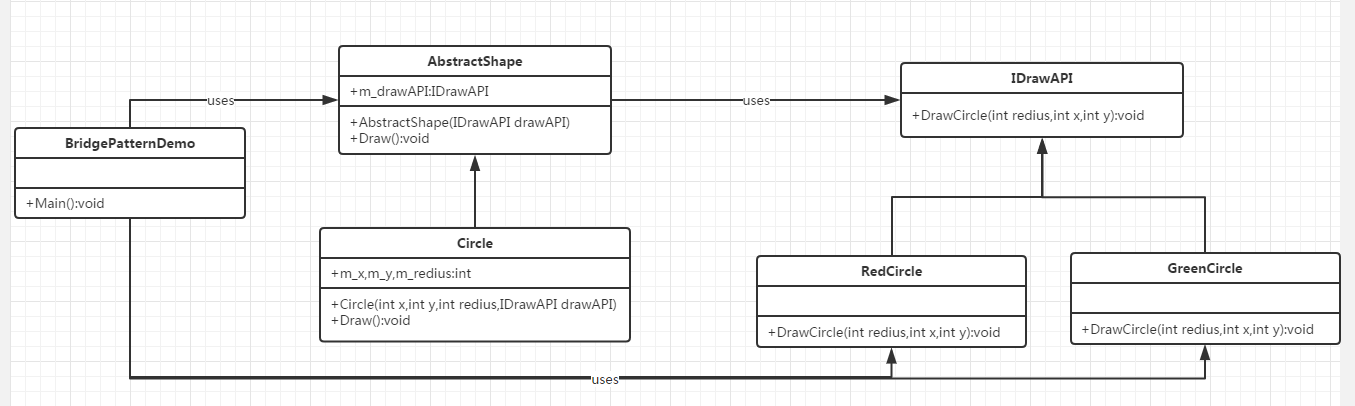 AbstractShape
+m_drawAPI:IDrawAPI
+AbstractShape(IDrawAPI drawAPI)
+Draw():void
uses
uses
IDrawAPI
+DrawCircle(int redius,int x,int y):void
BridgePatternDemo
+Main():void
Circle
+m_x,m_y,m_redius:int
+Circle(int x,int y,int redius,IDrawAPI drawAPI)
+Draw():void
RedCircle
+DrawCircle(int redius,int x,int y):void
GreenCircle
+DrawCircle(int redius,int x,int y):void
uses